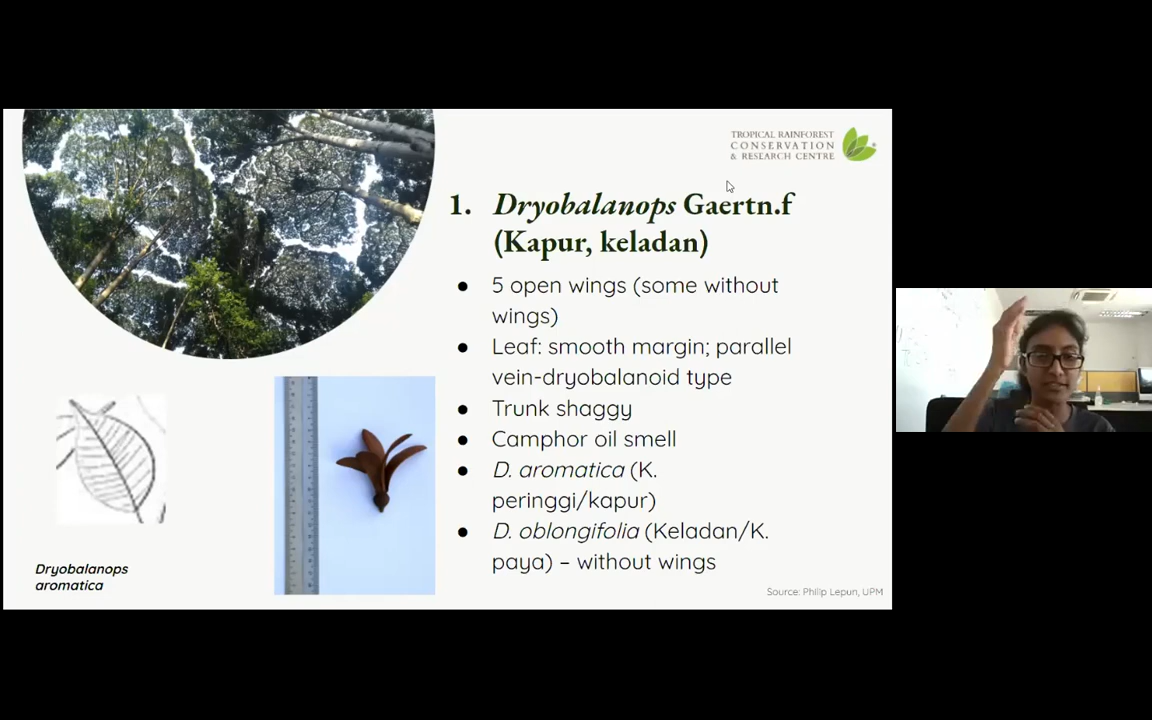 TROPICAL RAINFOREST
CONSERVATION
& RESEARCH CENTRE
1. Dryobalanops Gaertn.f
(Kapur, keladan)
● 5 open wings (some without
wings)
● Leaf: smooth margin; parallel
vein-dryobalanoid type
● Trunk shaggy
● Camphor oil smell
● D. aromatica (K.
peringgi/kapur)
● D. oblongifolia (Keladan/K.
paya) – without wings
Dryobalanops
aromatica
Source: Philip Lepun, UPM